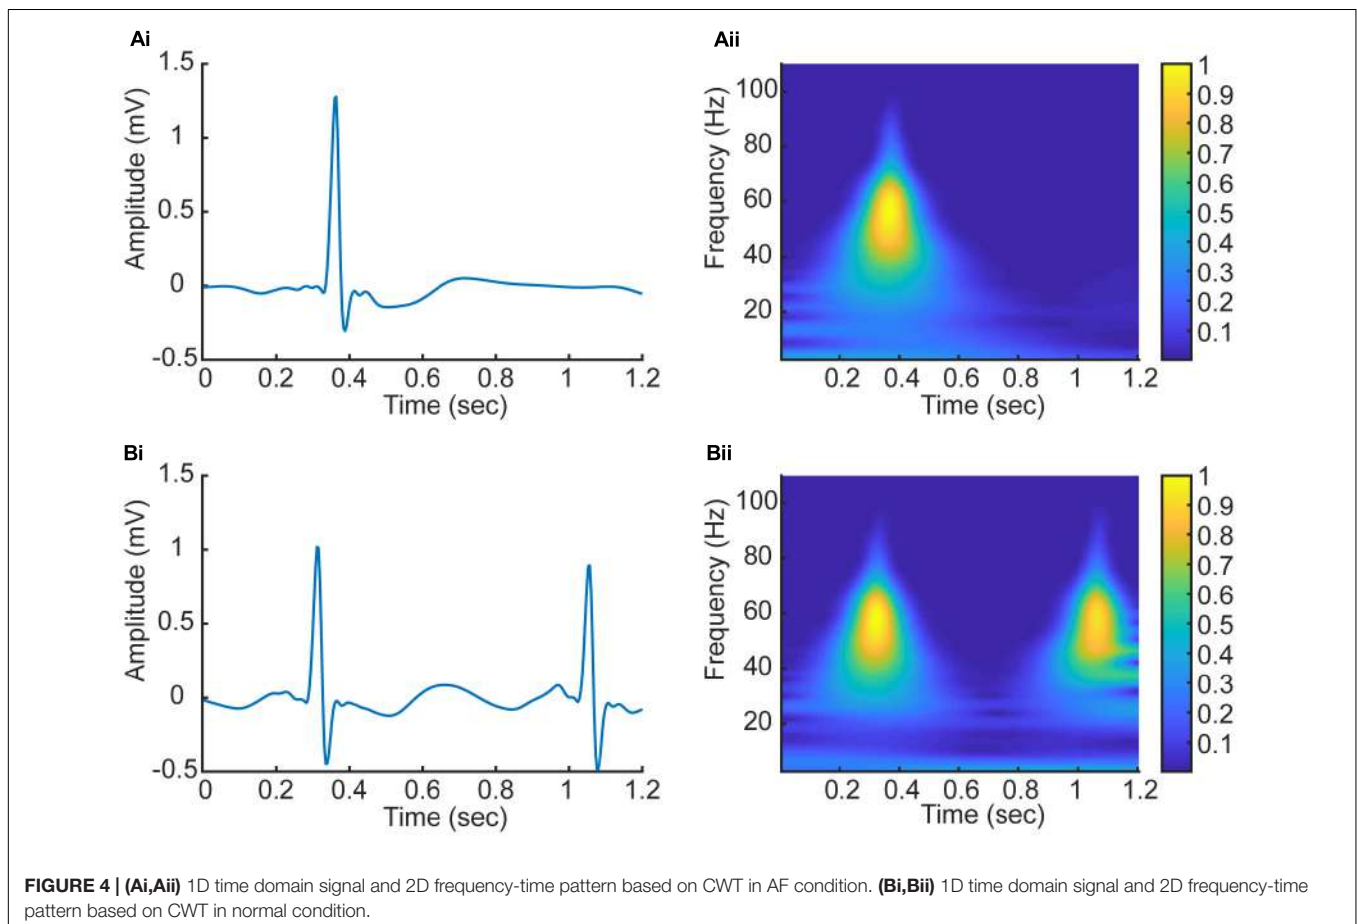 Ai
1.5
1
0.5
0
-0.5
Amplitude (mV)
0 0.2 0.4 0.6 0.8 1 1.2
Time (sec)
Aii
100
80
60
40
20
Frequency (Hz)
0.2 0.4 0.6 0.8 1 1.2
Time (sec)
1
0.9
0.8
0.7
0.6
0.5
0.4
0.3
0.2
0.1
Bi
1.5
1
0.5
0
-0.5
Amplitude (mV)
0 0.2 0.4 0.6 0.8 1 1.2
Time (sec)
Bii
100
80
60
40
20
Frequency (Hz)
0.2 0.4 0.6 0.8 1 1.2
Time (sec)
1
0.9
0.8
0.7
0.6
0.5
0.4
0.3
0.2
0.1
FIGURE 4 | (Ai,Aii) 1D time domain signal and 2D frequency-time pattern based on CWT in AF condition. (Bi,Bii) 1D time domain signal and 2D frequency-time
pattern based on CWT in normal condition.